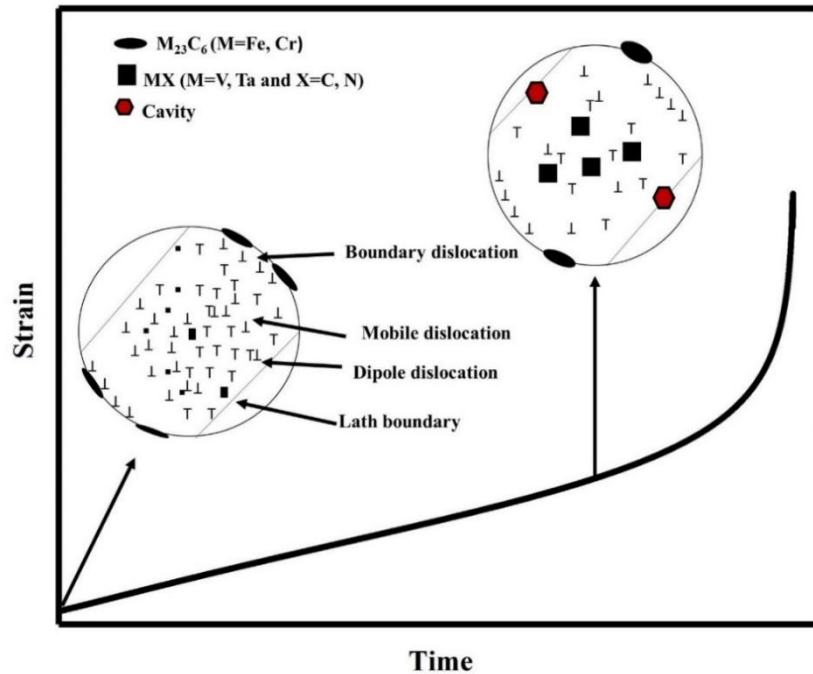 M₂₃C₆ (M=Fe, Cr)
MX (M=V, Ta and X=C, N)
Cavity
Boundary dislocation
Mobile dislocation
Dipole dislocation
Lath boundary
Strain
Time